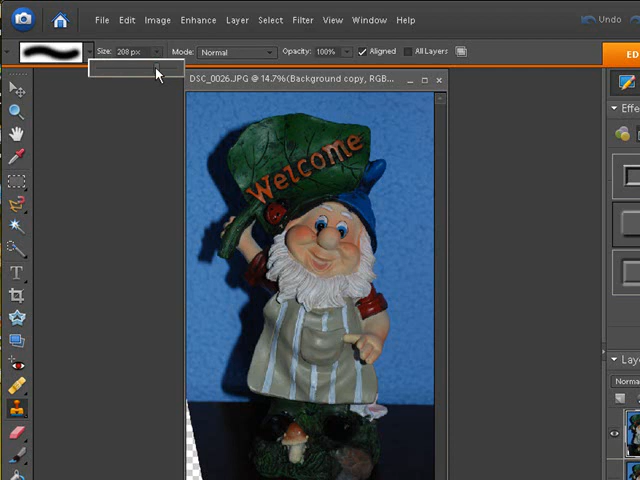 File Edit Image Enhance Layer Select Filter View Window Help Undo
Size: 208 px Mode: Normal Opacity: 100% Aligned All Layers
ED
DSC_0026.JPG @ 14.7%(Background copy, RGB...
Effe
Welcome
T
Laye
Norma